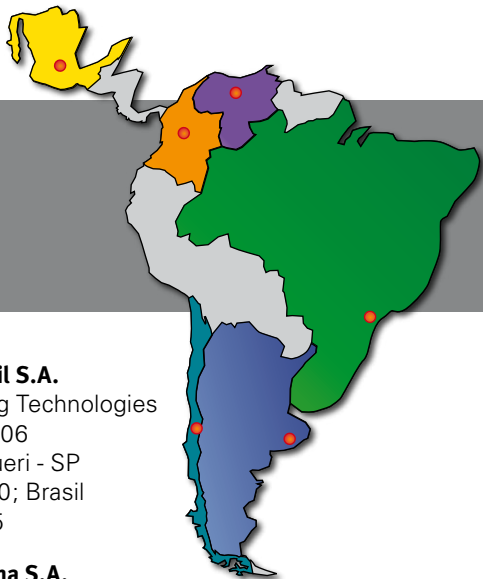 il S.A.
g Technologies
06
ueri - SP
0; Brasil
5
na S.A.